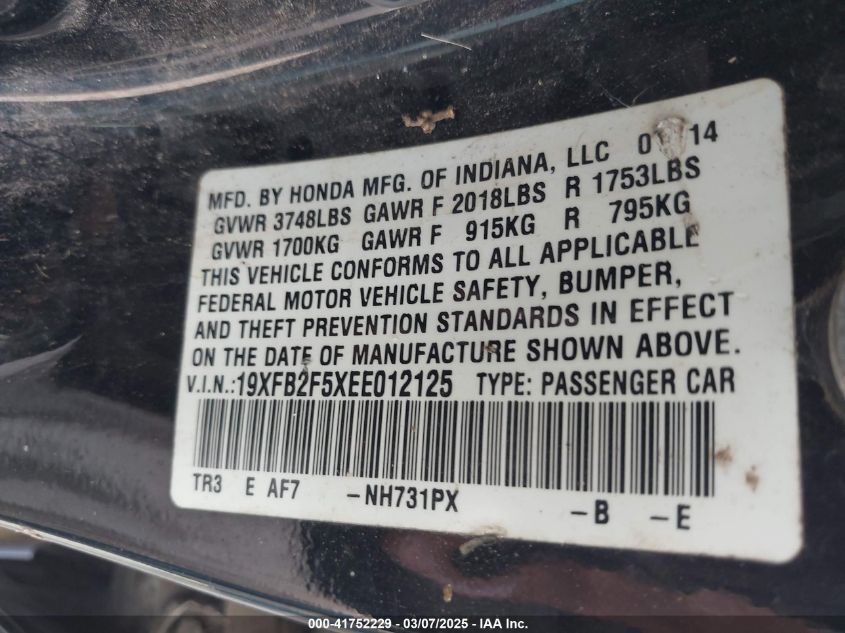 MFD. BY HONDA MFG. OF INDIANA, LLC 14
GVWR 3748LBS GAWR F 2018LBS R 1753LBS
GVWR 1700KG GAWR F 915KG R 795KG
THIS VEHICLE CONFORMS TO ALL APPLICABLE
FEDERAL MOTOR VEHICLE SAFETY, BUMPER,
AND THEFT PREVENTION STANDARDS IN EFFECT
ON THE DATE OF MANUFACTURE SHOWN ABOVE.
V.I.N.:19XFB2F5XEE012125 TYPE: PASSENGER CAR
TR3 E AF7 -NH731PX -B -E
000-41752229 - 03/07/2025 - IAA Inc.